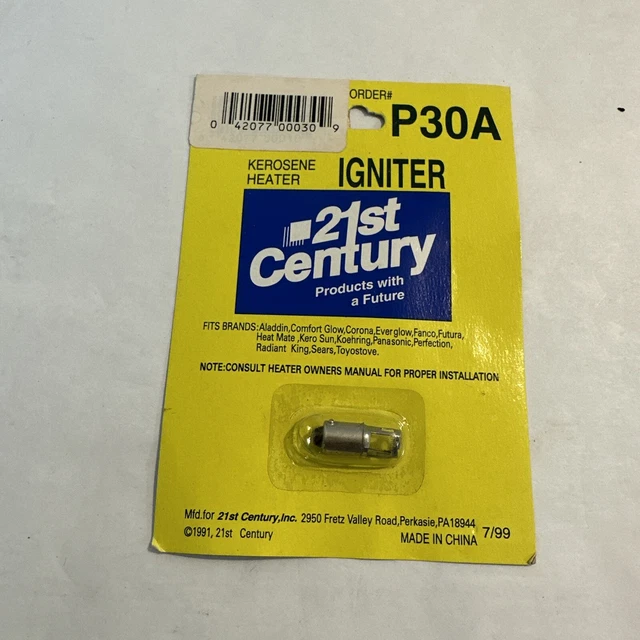 ORDER#
P30A
0 42077 00030 9
KEROSENE
HEATER
IGNITER
21st
Century
Products with
a Future
FITS BRANDS:Aladdin,Comfort Glow,Corona,Everglow,Fanco,Futura,
Heat Mate ,Kero Sun,Koehring,Panasonic,Perfection,
Radiant King,Sears,Toyostove.
NOTE:CONSULT HEATER OWNERS MANUAL FOR PROPER INSTALLATION
Mfd.for 21st Century,Inc. 2950 Fretz Valley Road,Perkasie,PA18944
©1991, 21st Century
MADE IN CHINA 7/99